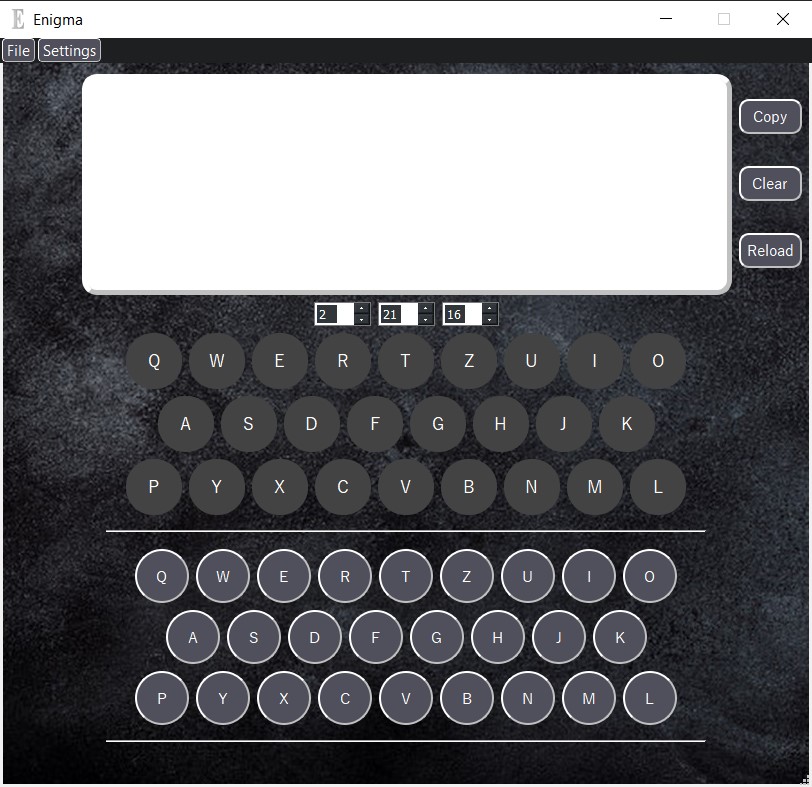 E Enigma
File Settings
Copy
Clear
Reload
2 21 16
Q W E R T Z U I O
A S D F G H J K
P Y X C V B N M L
Q W E R T Z U I O
A S D F G H J K
P Y X C V B N M L